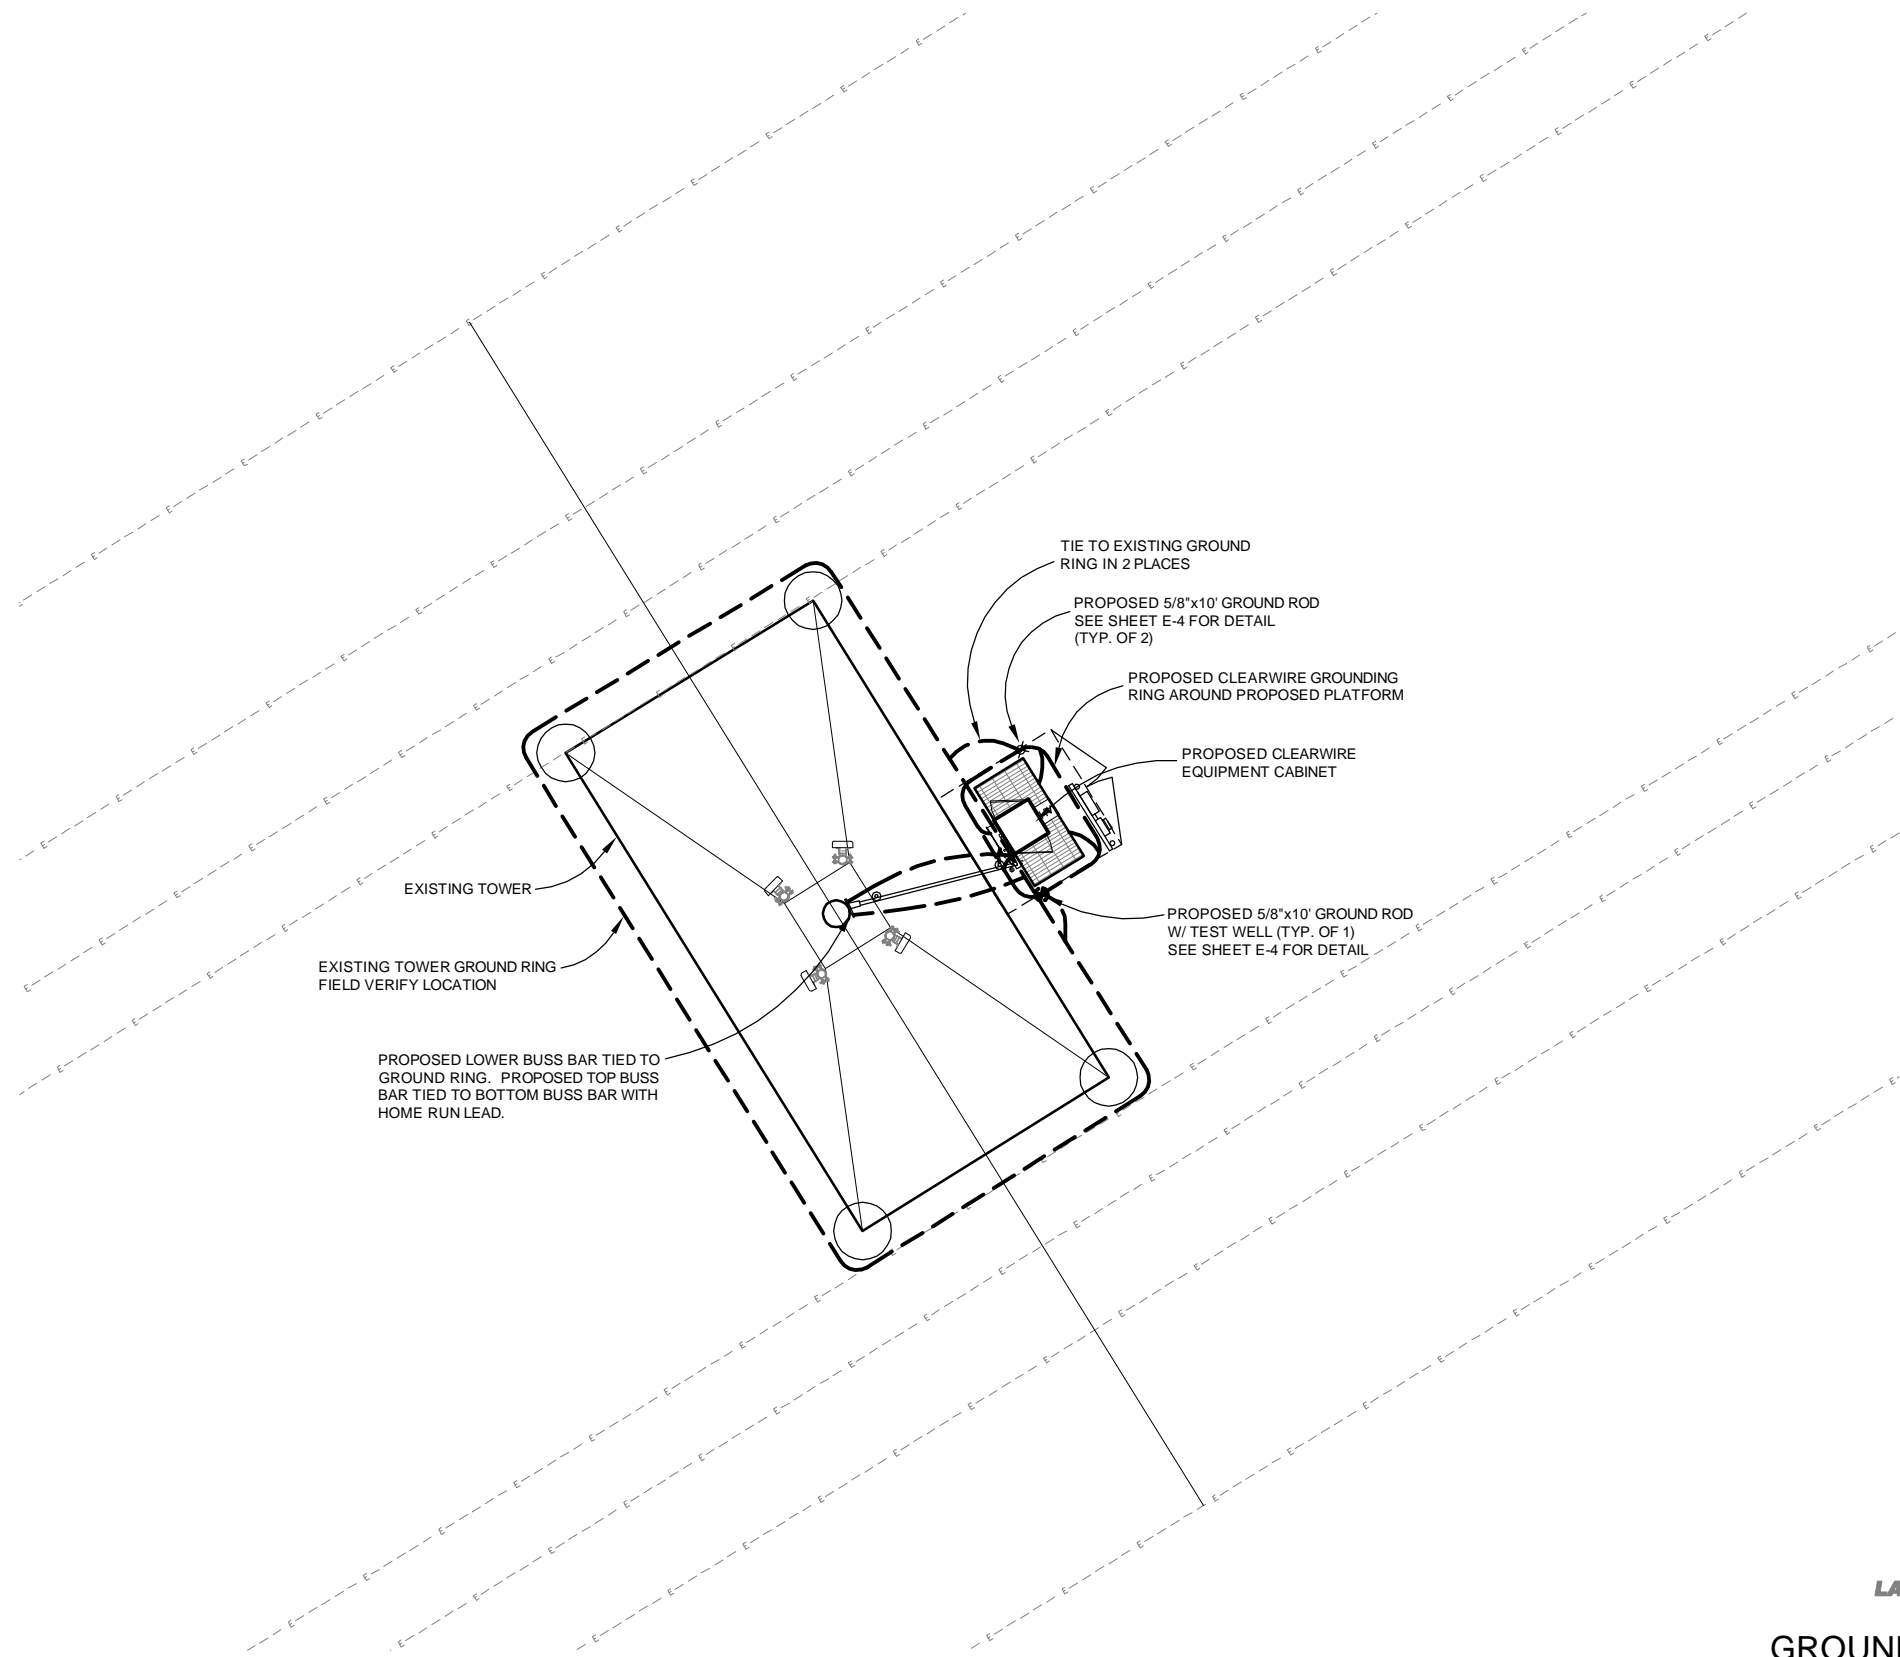 TIE TO EXISTING GROUND
RING IN 2 PLACES
PROPOSED 5/8"x10' GROUND ROD
SEE SHEET E-4 FOR DETAIL
(TYP. OF 2)
PROPOSED CLEARWIRE GROUNDING
RING AROUND PROPOSED PLATFORM
PROPOSED CLEARWIRE
EQUIPMENT CABINET
EXISTING TOWER
PROPOSED 5/8"x10' GROUND ROD
W/ TEST WELL (TYP. OF 1)
SEE SHEET E-4 FOR DETAIL
EXISTING TOWER GROUND RING
FIELD VERIFY LOCATION
PROPOSED LOWER BUSS BAR TIED TO
GROUND RING. PROPOSED TOP BUSS
BAR TIED TO BOTTOM BUSS BAR WITH
HOME RUN LEAD.